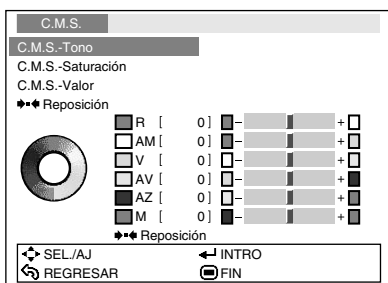 C.M.S.
C.M.S.-Tono
C.M.S.-Saturación
C.M.S.-Valor
Reposición
R [ 0 ] – +
AM [ 0 ] – +
V [ 0 ] – +
AV [ 0 ] – +
AZ [ 0 ] – +
M [ 0 ] – +
Reposición
SEL./AJ INTRO
REGRESAR FIN